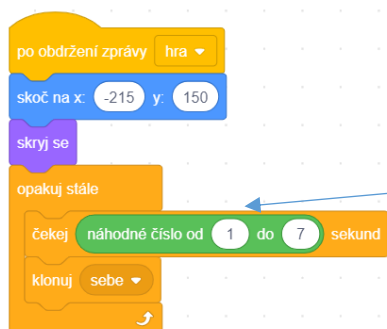 po obdržení zprávy hra
skoč na x: -215 y: 150
skryj se
opakuj stále
čekej náhodné číslo od 1 do 7 sekund
klonuj sebe